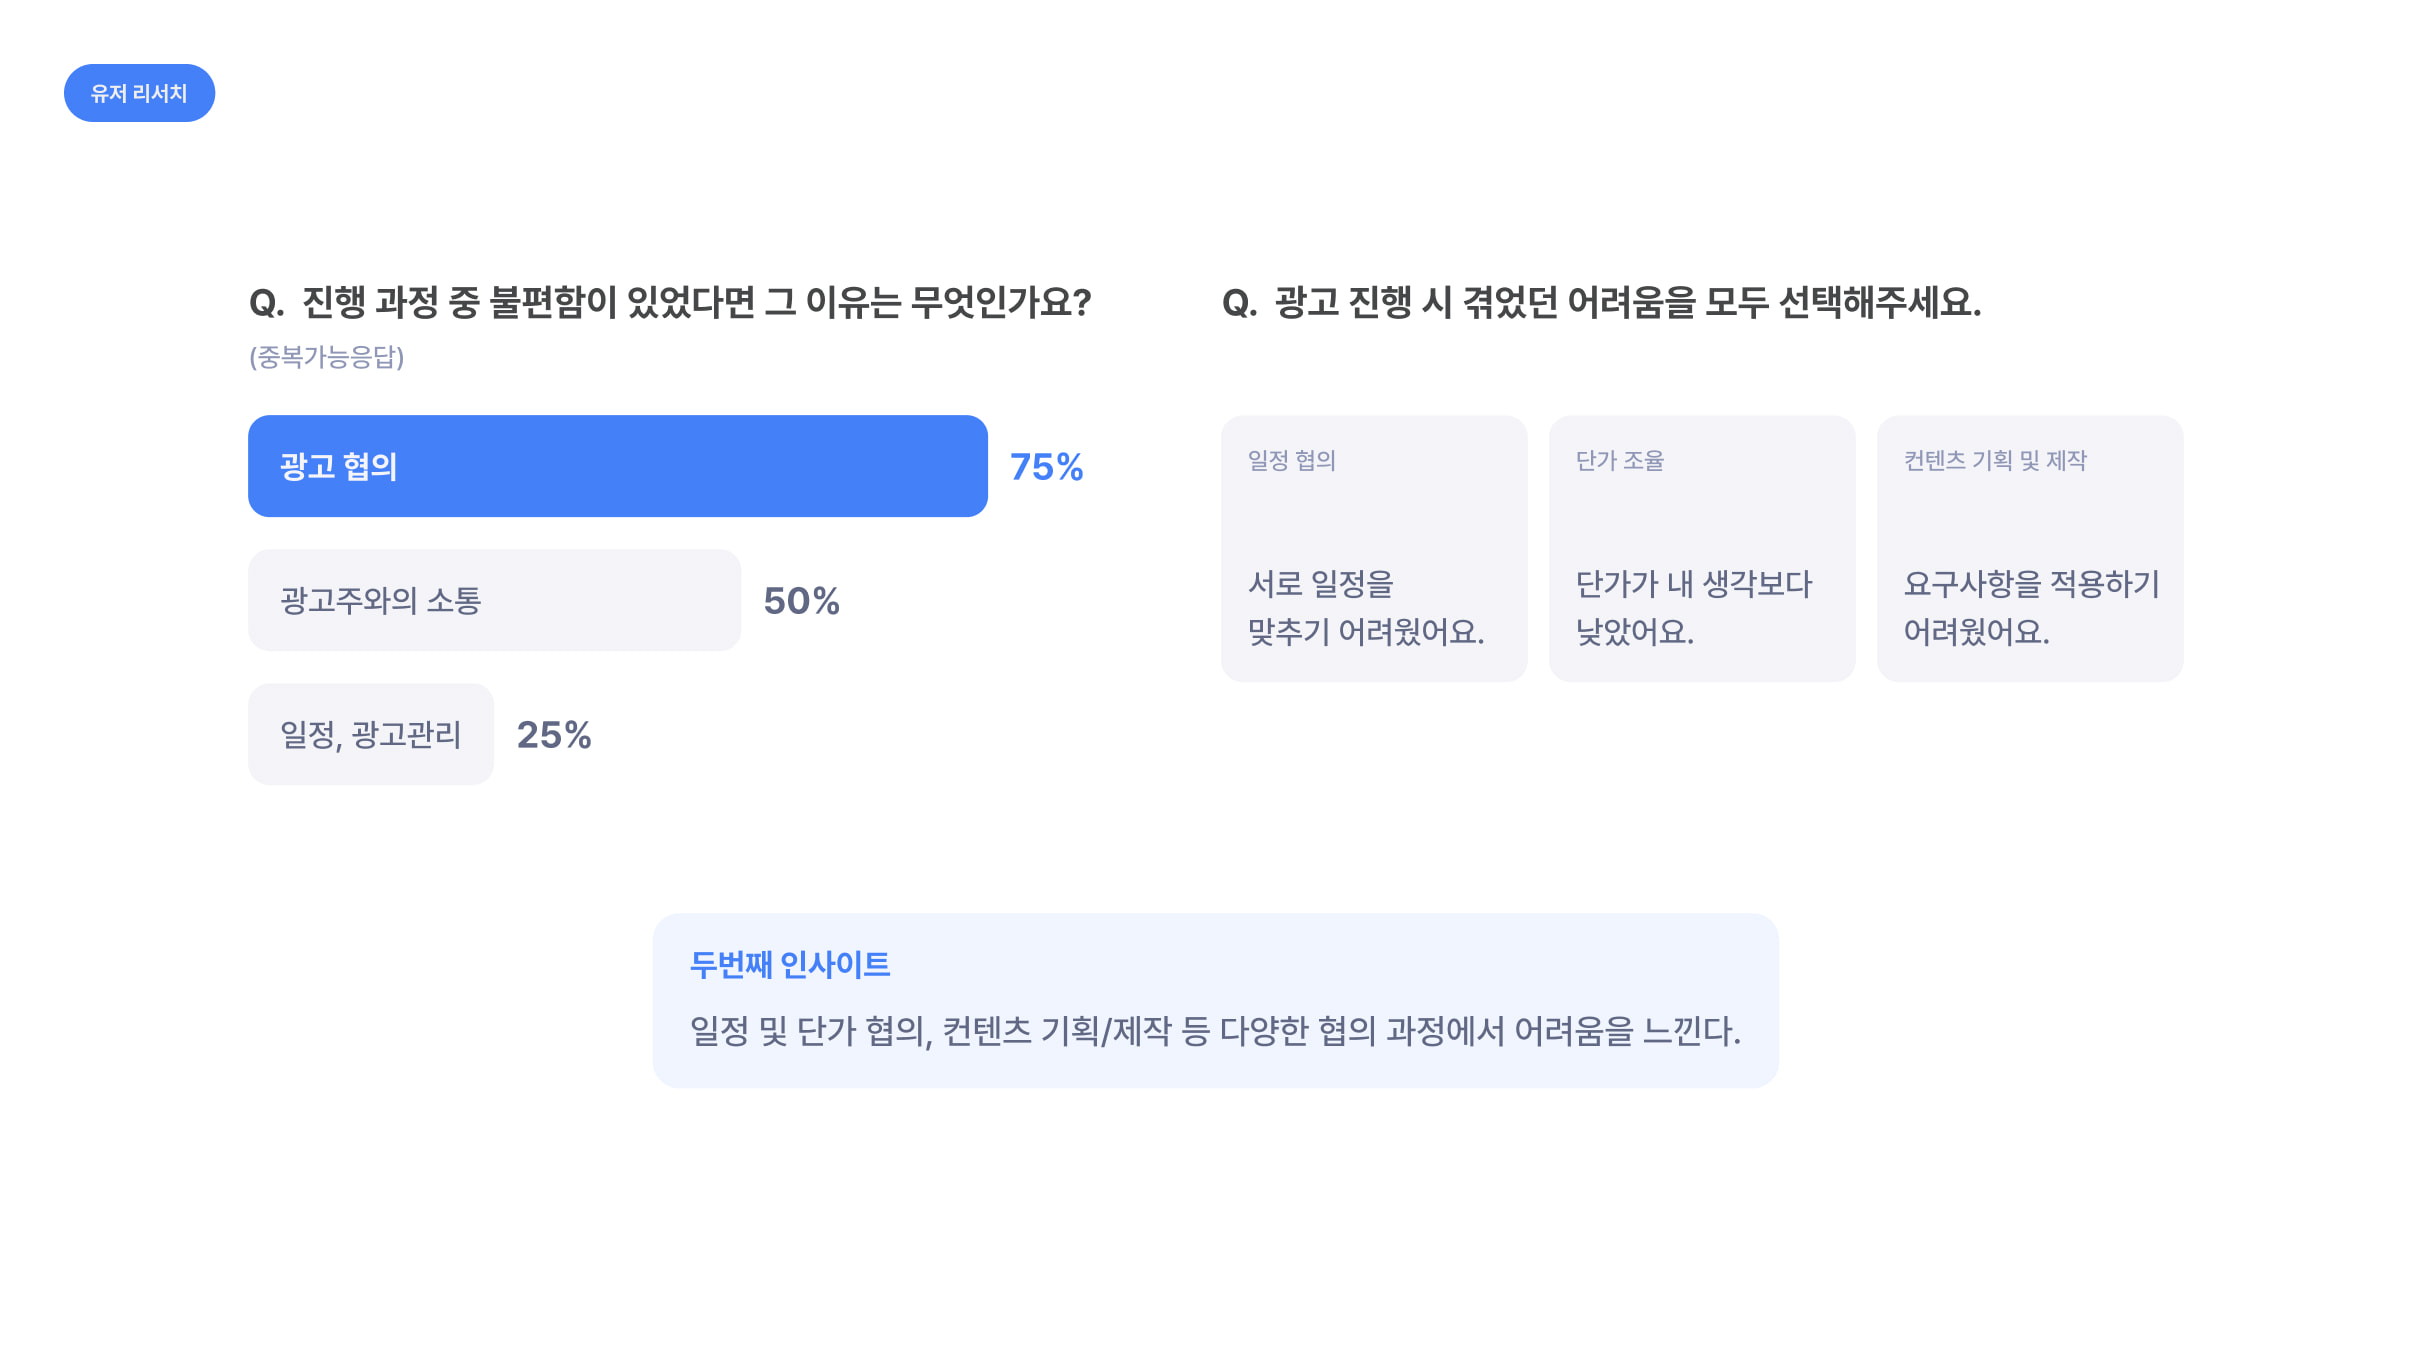 유저 리서치
Q. 진행 과정 중 불편함이 있었다면 그 이유는 무엇인가요?
(중복가능응답)
광고 협의
75%
광고주와의 소통
50%
일정, 광고관리
25%
Q. 광고 진행 시 겪었던 어려움을 모두 선택해주세요.
일정 협의
서로 일정을
맞추기 어려웠어요.
단가 조율
단가가 내 생각보다
낮았어요.
컨텐츠 기획 및 제작
요구사항을 적용하기
어려웠어요.
두번째 인사이트
일정 및 단가 협의, 컨텐츠 기획/제작 등 다양한 협의 과정에서 어려움을 느낀다.